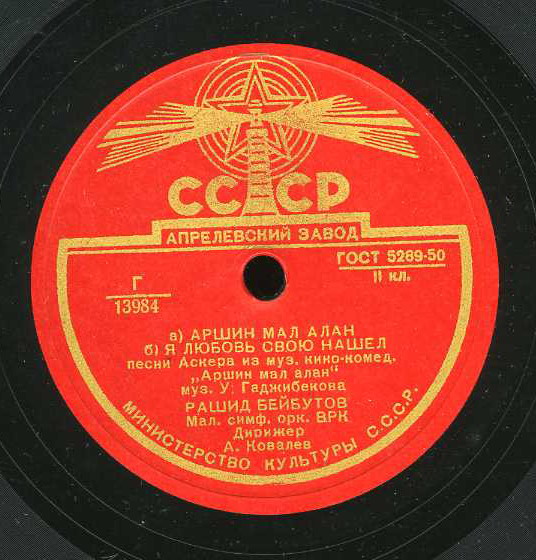 СССР
АПРЕЛЕВСКИЙ ЗАВОД
ГОСТ 5289-50
II кл.
Г
13984
а) АРШИН МАЛ АЛАН
б) Я ЛЮБОВЬ СВОЮ НАШЕЛ
песни Аскера из муз. кино-комед.
„Аршин мал алан"
муз. У. Гаджибекова
РАШИД БЕЙБУТОВ
Мал. симф. орк. ВРК
Дирижер
А. Ковалев
МИНИСТЕРСТВО КУЛЬТУРЫ С.С.С.Р.